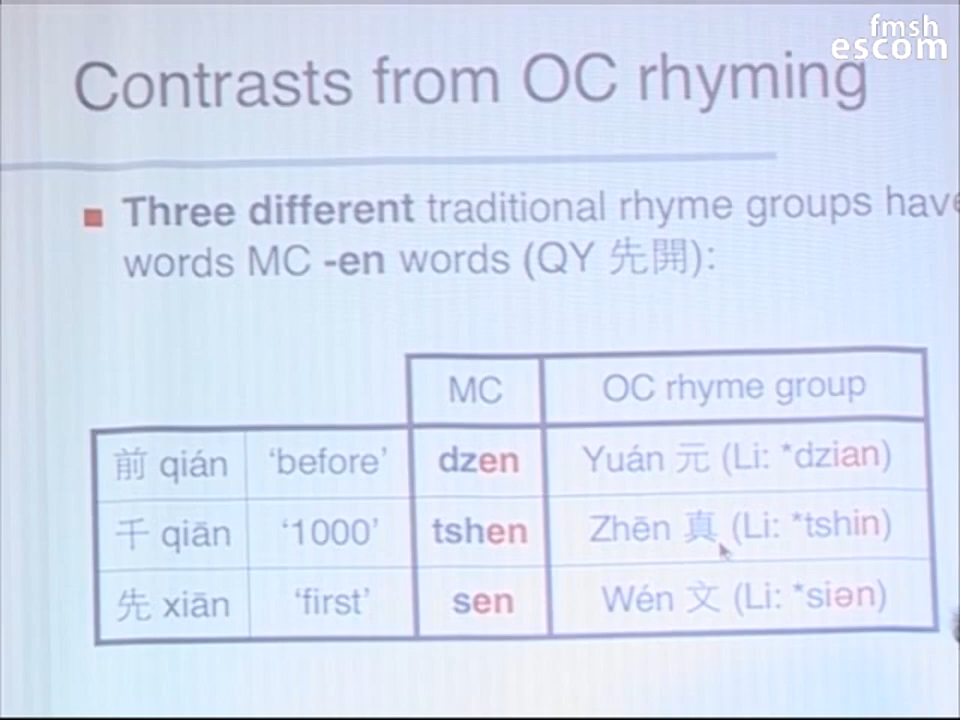 fmsh
escom
Contrasts from OC rhyming
Three different traditional rhyme groups have
words MC -en words (QY 先開):
MC OC rhyme group
前 qián 'before' dzen Yuán 元 (Li: *dzian)
千 qiān '1000' tshen Zhēn 真 (Li: *tshin)
先 xiān 'first' sen Wén 文 (Li: *siən)